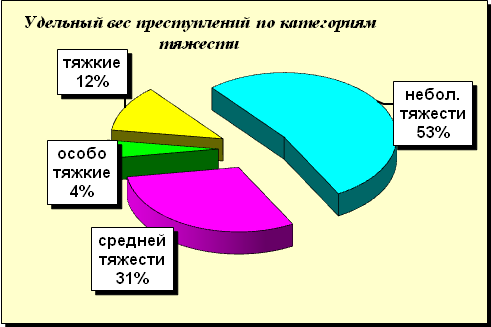 Удельный вес преступлений по категориям
тяжести
тяжкие
12%
небол.
тяжести
53%
особо
тяжкие
4%
средней
тяжести
31%